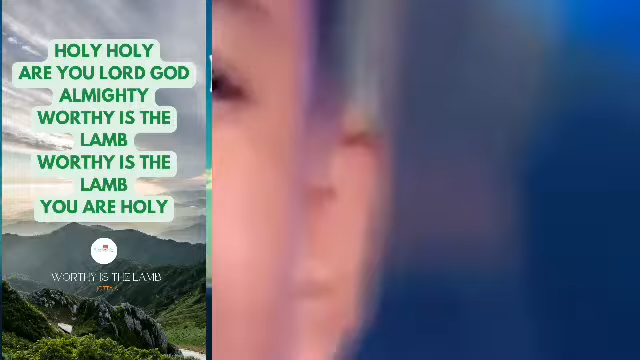 HOLY HOLY
ARE YOU LORD GOD
ALMIGHTY
WORTHY IS THE
LAMB
WORTHY IS THE
LAMB
YOU ARE HOLY
WORTHY IS THE LAMB